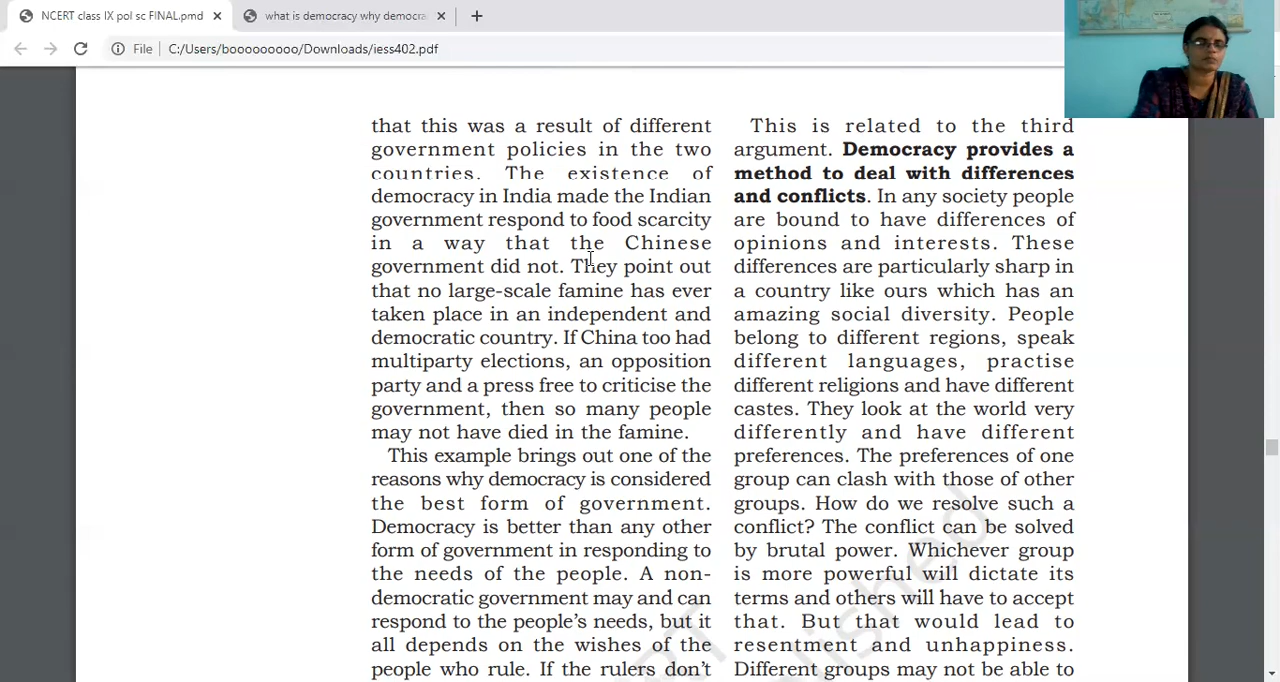 NCERT class IX pol sc FINAL.pmd
what is democracy why democra
File
C:/Users/booooooooo/Downloads/iess402.pdf
that this was a result of different
government policies in the two
countries. The existence of
democracy in India made the Indian
government respond to food scarcity
in a way that the Chinese
government did not. They point out
that no large-scale famine has ever
taken place in an independent and
democratic country. If China too had
multiparty elections, an opposition
party and a press free to criticise the
government, then so many people
may not have died in the famine.
This example brings out one of the
reasons why democracy is considered
the best form of government.
Democracy is better than any other
form of government in responding to
the needs of the people. A non-
democratic government may and can
respond to the people's needs, but it
all depends on the wishes of the
people who rule. If the rulers don't
This is related to the third
argument. Democracy provides a
method to deal with differences
and conflicts. In any society people
are bound to have differences of
opinions and interests. These
differences are particularly sharp in
a country like ours which has an
amazing social diversity. People
belong to different regions, speak
different languages, practise
different religions and have different
castes. They look at the world very
differently and have different
preferences. The preferences of one
group can clash with those of other
groups. How do we resolve such a
conflict? The conflict can be solved
by brutal power. Whichever group
is more powerful will dictate its
terms and others will have to accept
that. But that would lead to
resentment and unhappiness.
Different groups may not be able to